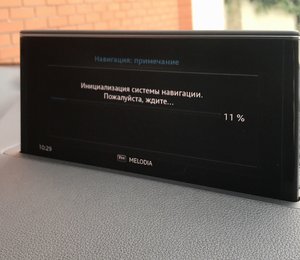 Навигация: примечание
Инициализация системы навигации.
Пожалуйста, ждите...
11 %
10:29
MELODIA